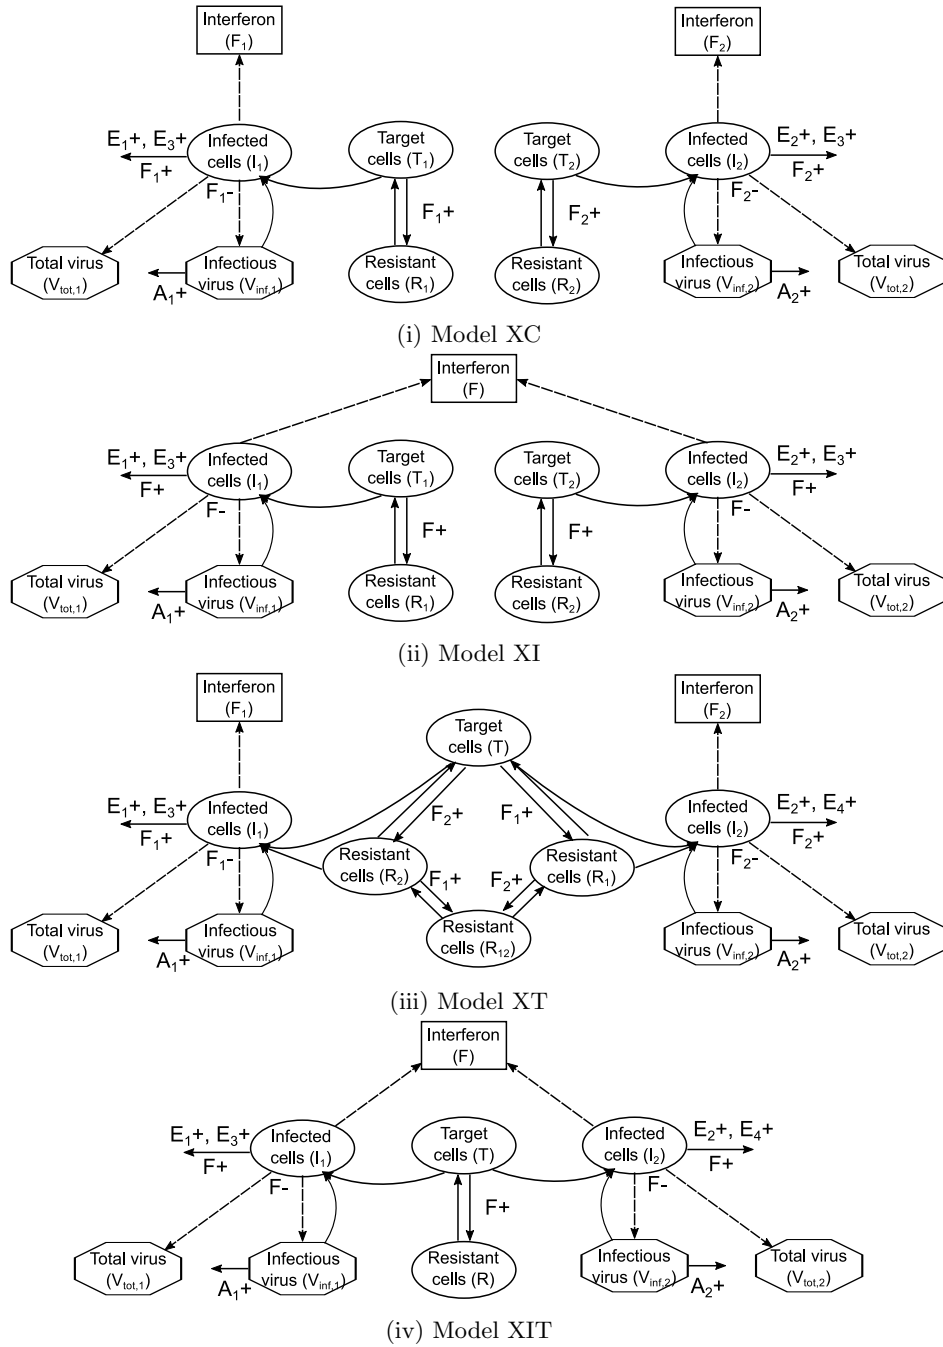 Interferon
(F₁)
Interferon
(F₂)
E₁+, E₃+
F₁+
Infected
cells (I₁)
Target
cells (T₁)
Target
cells (T₂)
Infected
cells (I₂)
E₂+, E₃+
F₂+
F₁-
F₁+
F₂+
F₂-
Total virus
(Vtot,1)
A₁+
Infectious
virus (Vinf,1)
Resistant
cells (R₁)
Resistant
cells (R₂)
Infectious
virus (Vinf,2)
A₂+
Total virus
(Vtot,2)
(i) Model XC
Interferon
(F)
E₁+, E₃+
F+
Infected
cells (I₁)
Target
cells (T₁)
Target
cells (T₂)
Infected
cells (I₂)
E₂+, E₃+
F+
F-
F+
F+
F-
Total virus
(Vtot,1)
A₁+
Infectious
virus (Vinf,1)
Resistant
cells (R₁)
Resistant
cells (R₂)
Infectious
virus (Vinf,2)
A₂+
Total virus
(Vtot,2)
(ii) Model XI
Interferon
(F₁)
Interferon
(F₂)
Target
cells (T)
E₁+, E₃+
F₁+
Infected
cells (I₁)
F₂+
F₁+
Infected
cells (I₂)
E₂+, E₄+
F₂+
F₁-
Resistant
cells (R₂)
F₁+
F₂+
Resistant
cells (R₁)
F₂-
Total virus
(Vtot,1)
A₁+
Infectious
virus (Vinf,1)
Resistant
cells (R₁₂)
Infectious
virus (Vinf,2)
A₂+
Total virus
(Vtot,2)
(iii) Model XT
Interferon
(F)
E₁+, E₃+
F+
Infected
cells (I₁)
Target
cells (T)
Infected
cells (I₂)
E₂+, E₄+
F+
F-
F+
F-
Total virus
(Vtot,1)
A₁+
Infectious
virus (Vinf,1)
Resistant
cells (R)
Infectious
virus (Vinf,2)
A₂+
Total virus
(Vtot,2)
(iv) Model XIT